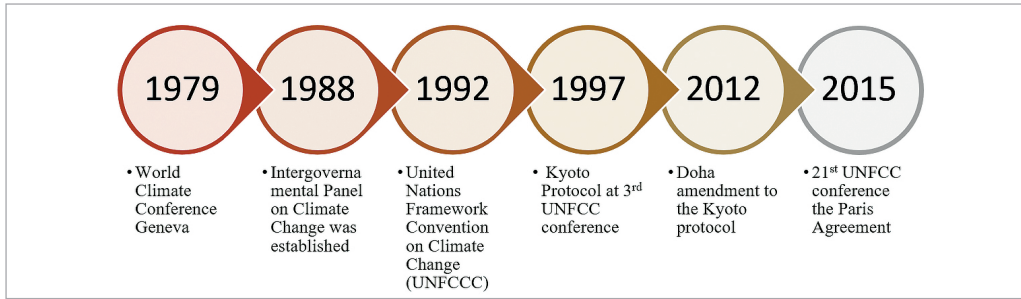 1979
1988
1992
1997
2012
2015
• World
Climate
Conference
Geneva
• Intergoverna
mental Panel
on Climate
Change was
established
• United
Nations
Framework
Convention
on Climate
Change
(UNFCCC)
• Kyoto
Protocol at 3rd
UNFCC
conference
• Doha
amendment to
the Kyoto
protocol
• 21st UNFCC
conference
the Paris
Agreement